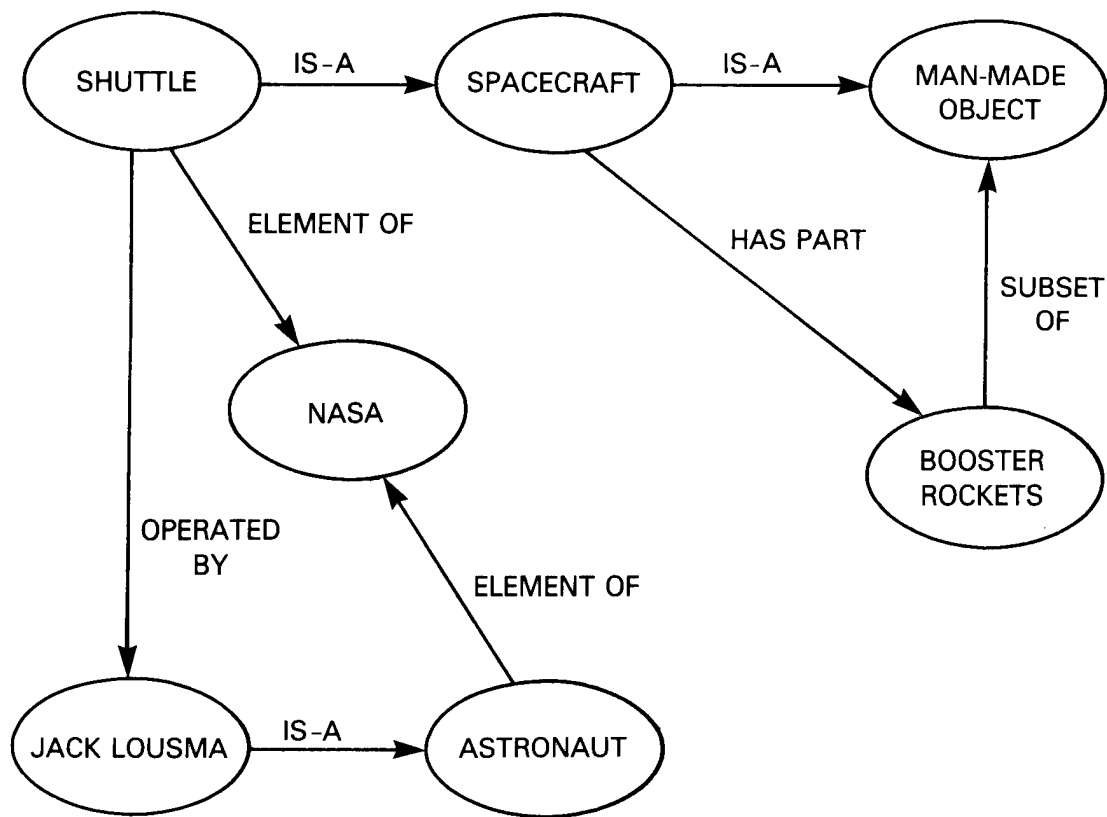 SHUTTLE
IS-A
SPACECRAFT
IS-A
MAN-MADE
OBJECT
ELEMENT OF
HAS PART
SUBSET
OF
NASA
BOOSTER
ROCKETS
OPERATED
BY
ELEMENT OF
JACK LOUSMA
IS-A
ASTRONAUT